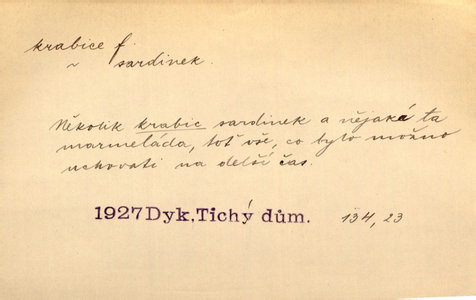 krabice f.
~ sardinek.
Několik krabic sardinek a nějaká ta
marmeláda, toť vše, co bylo možno
uchovati na delší čas.
1927 Dyk, Tichý dům. 134, 23